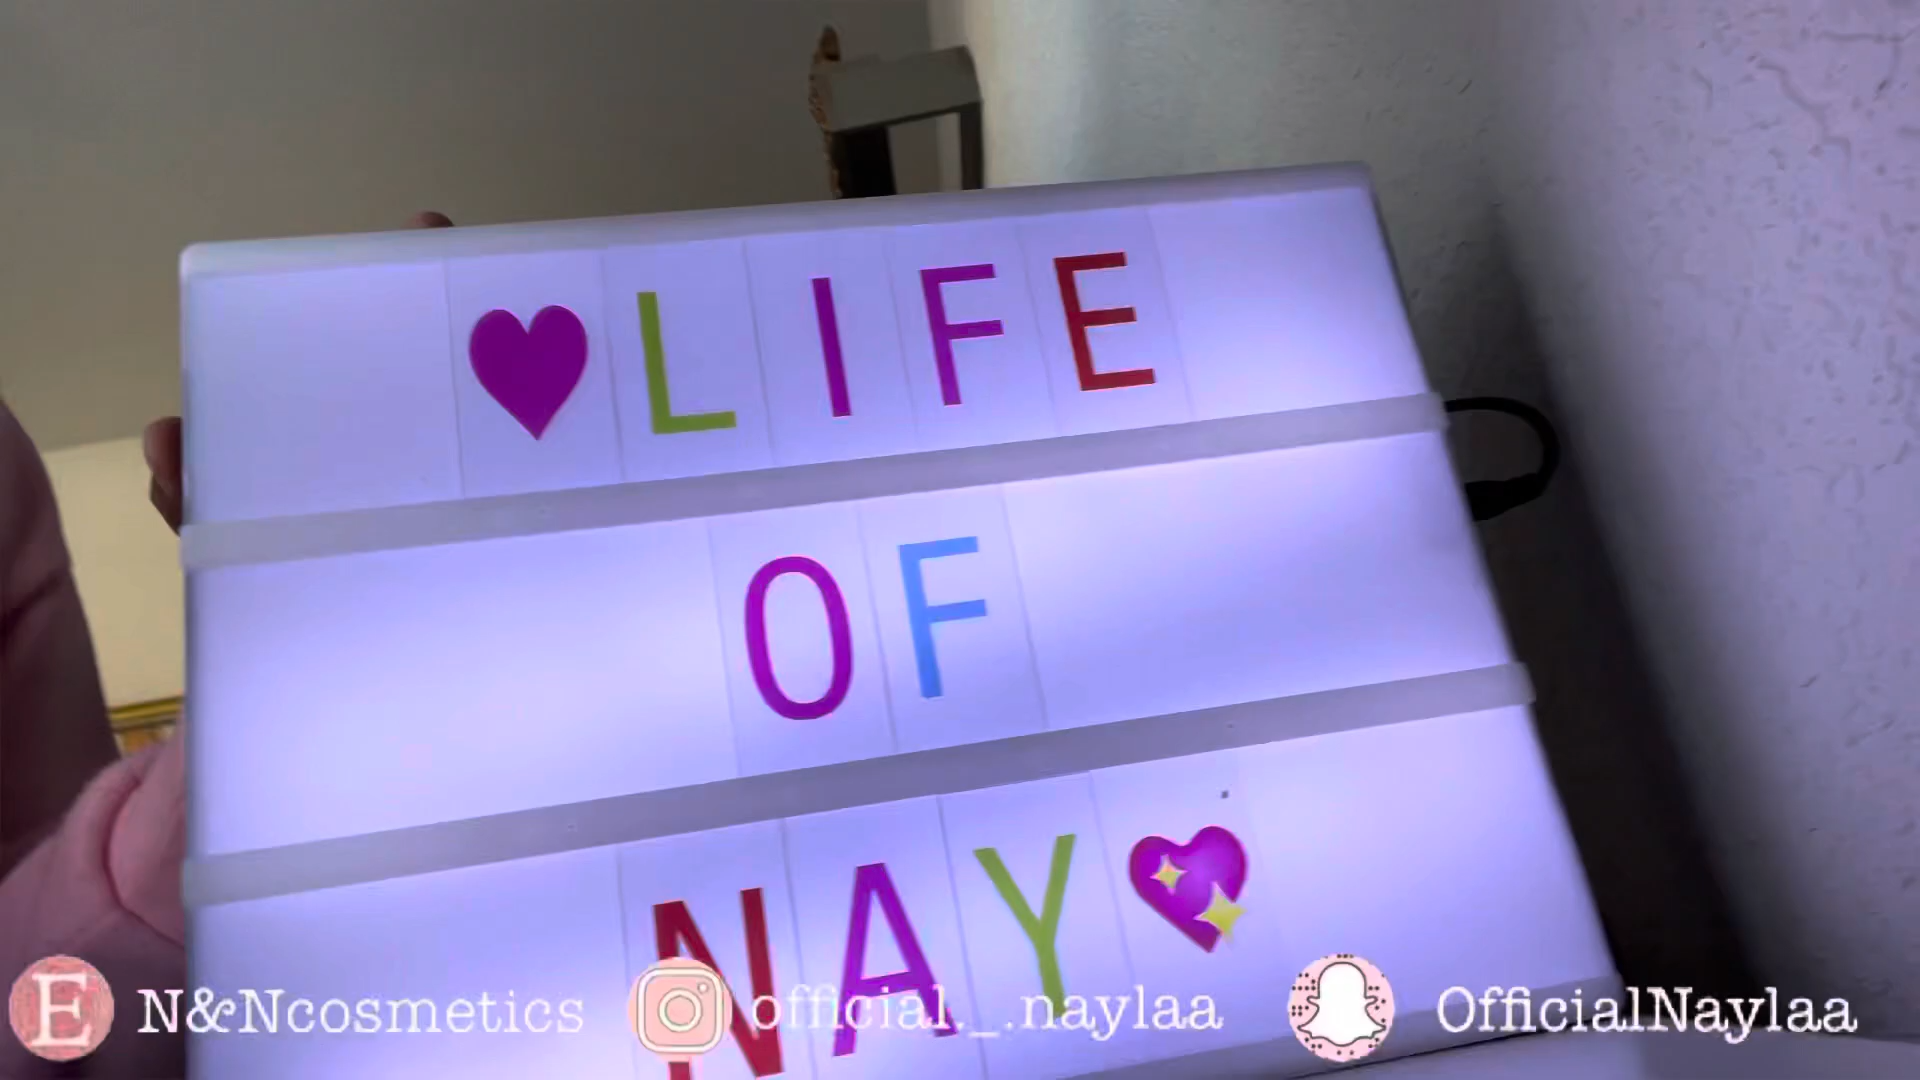 LIFE
OF
NAY
E N&Ncosmetics
official._.naylaa
OfficialNaylaa